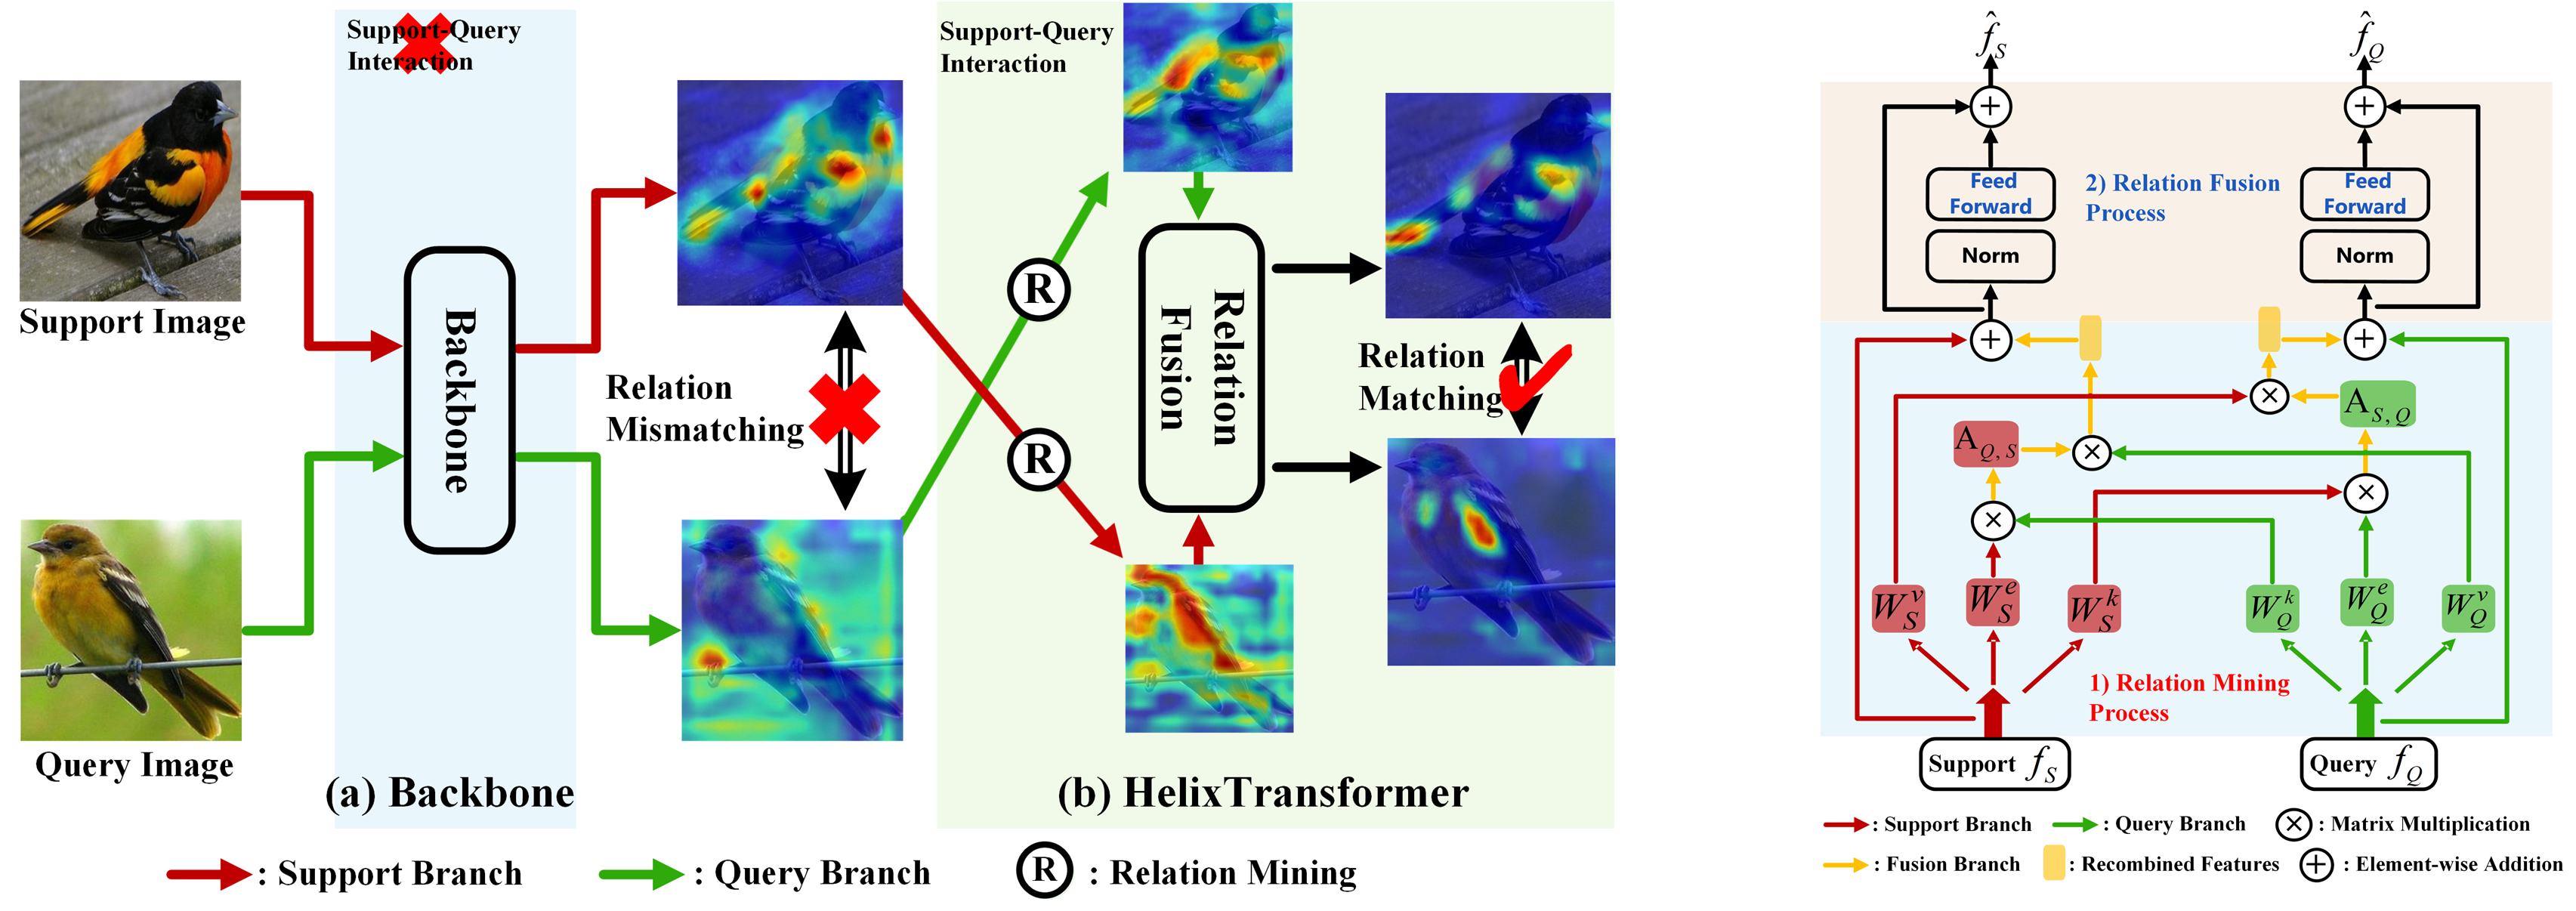 Support-Query
Interaction
Support Image
Query Image
Backbone
(a) Backbone
Relation
Mismatching
Support-Query
Interaction
R
R
Relation
Fusion
Relation
Matching
(b) HelixTransformer
: Support Branch
: Query Branch
R : Relation Mining
f̂_S
f̂_Q
+
+
Feed
Forward
2) Relation Fusion
Process
Feed
Forward
Norm
Norm
+
+
×
A_{S,Q}
A_{Q,S}
×
×
×
W_S^v
W_S^e
W_S^k
W_Q^k
W_Q^e
W_Q^v
1) Relation Mining
Process
Support f_S
Query f_Q
: Support Branch
: Query Branch
× : Matrix Multiplication
: Fusion Branch
: Recombined Features
+ : Element-wise Addition